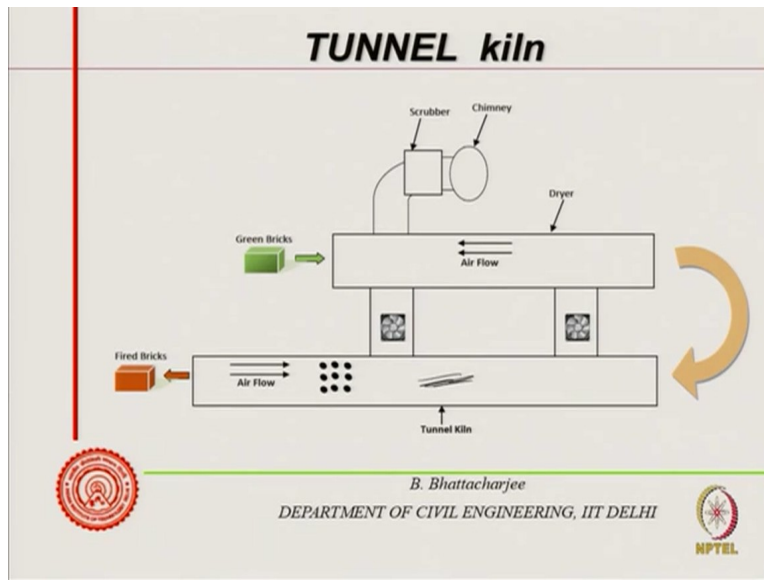 TUNNEL kiln
Scrubber
Chimney
Dryer
Green Bricks
Air Flow
Fired Bricks
Air Flow
Tunnel Kiln
B. Bhattacharjee
DEPARTMENT OF CIVIL ENGINEERING, IIT DELHI
NPTEL